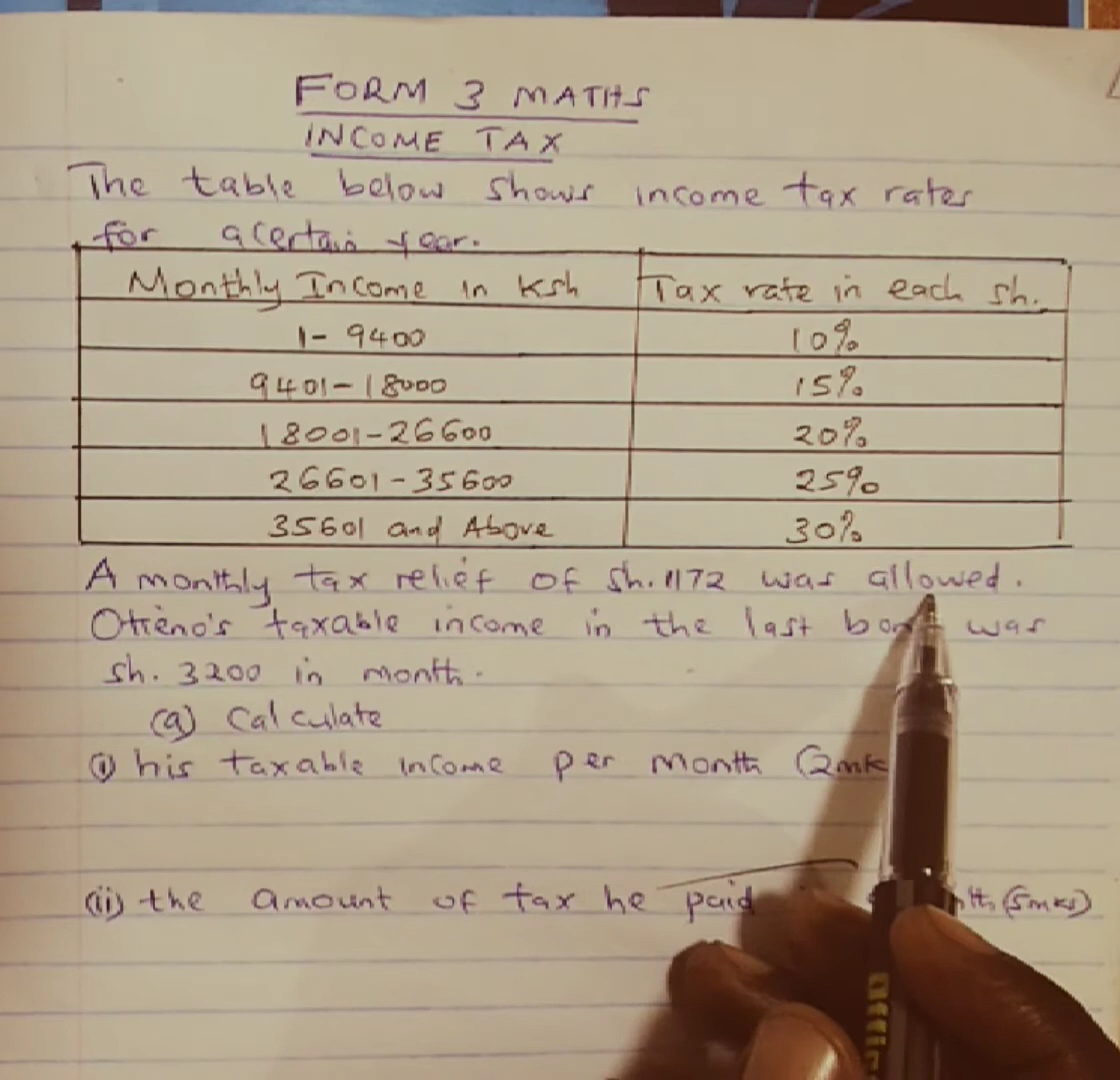 FORM 3 MATHS
INCOME TAX
The table below shows income tax rates
for a certain year.
Monthly Income in Ksh Tax rate in each sh.
1- 9400 10%
9401-18000 15%
18001-26600 20%
26601-35600 25%
35601 and Above 30%
A monthly tax relief of sh.1172 was allowed.
Otieno's taxable income in the last was
sh. 3200 in month.
(a) Calculate
(i) his taxable income per month (2mk
(ii) the amount of tax he paid (5mks)